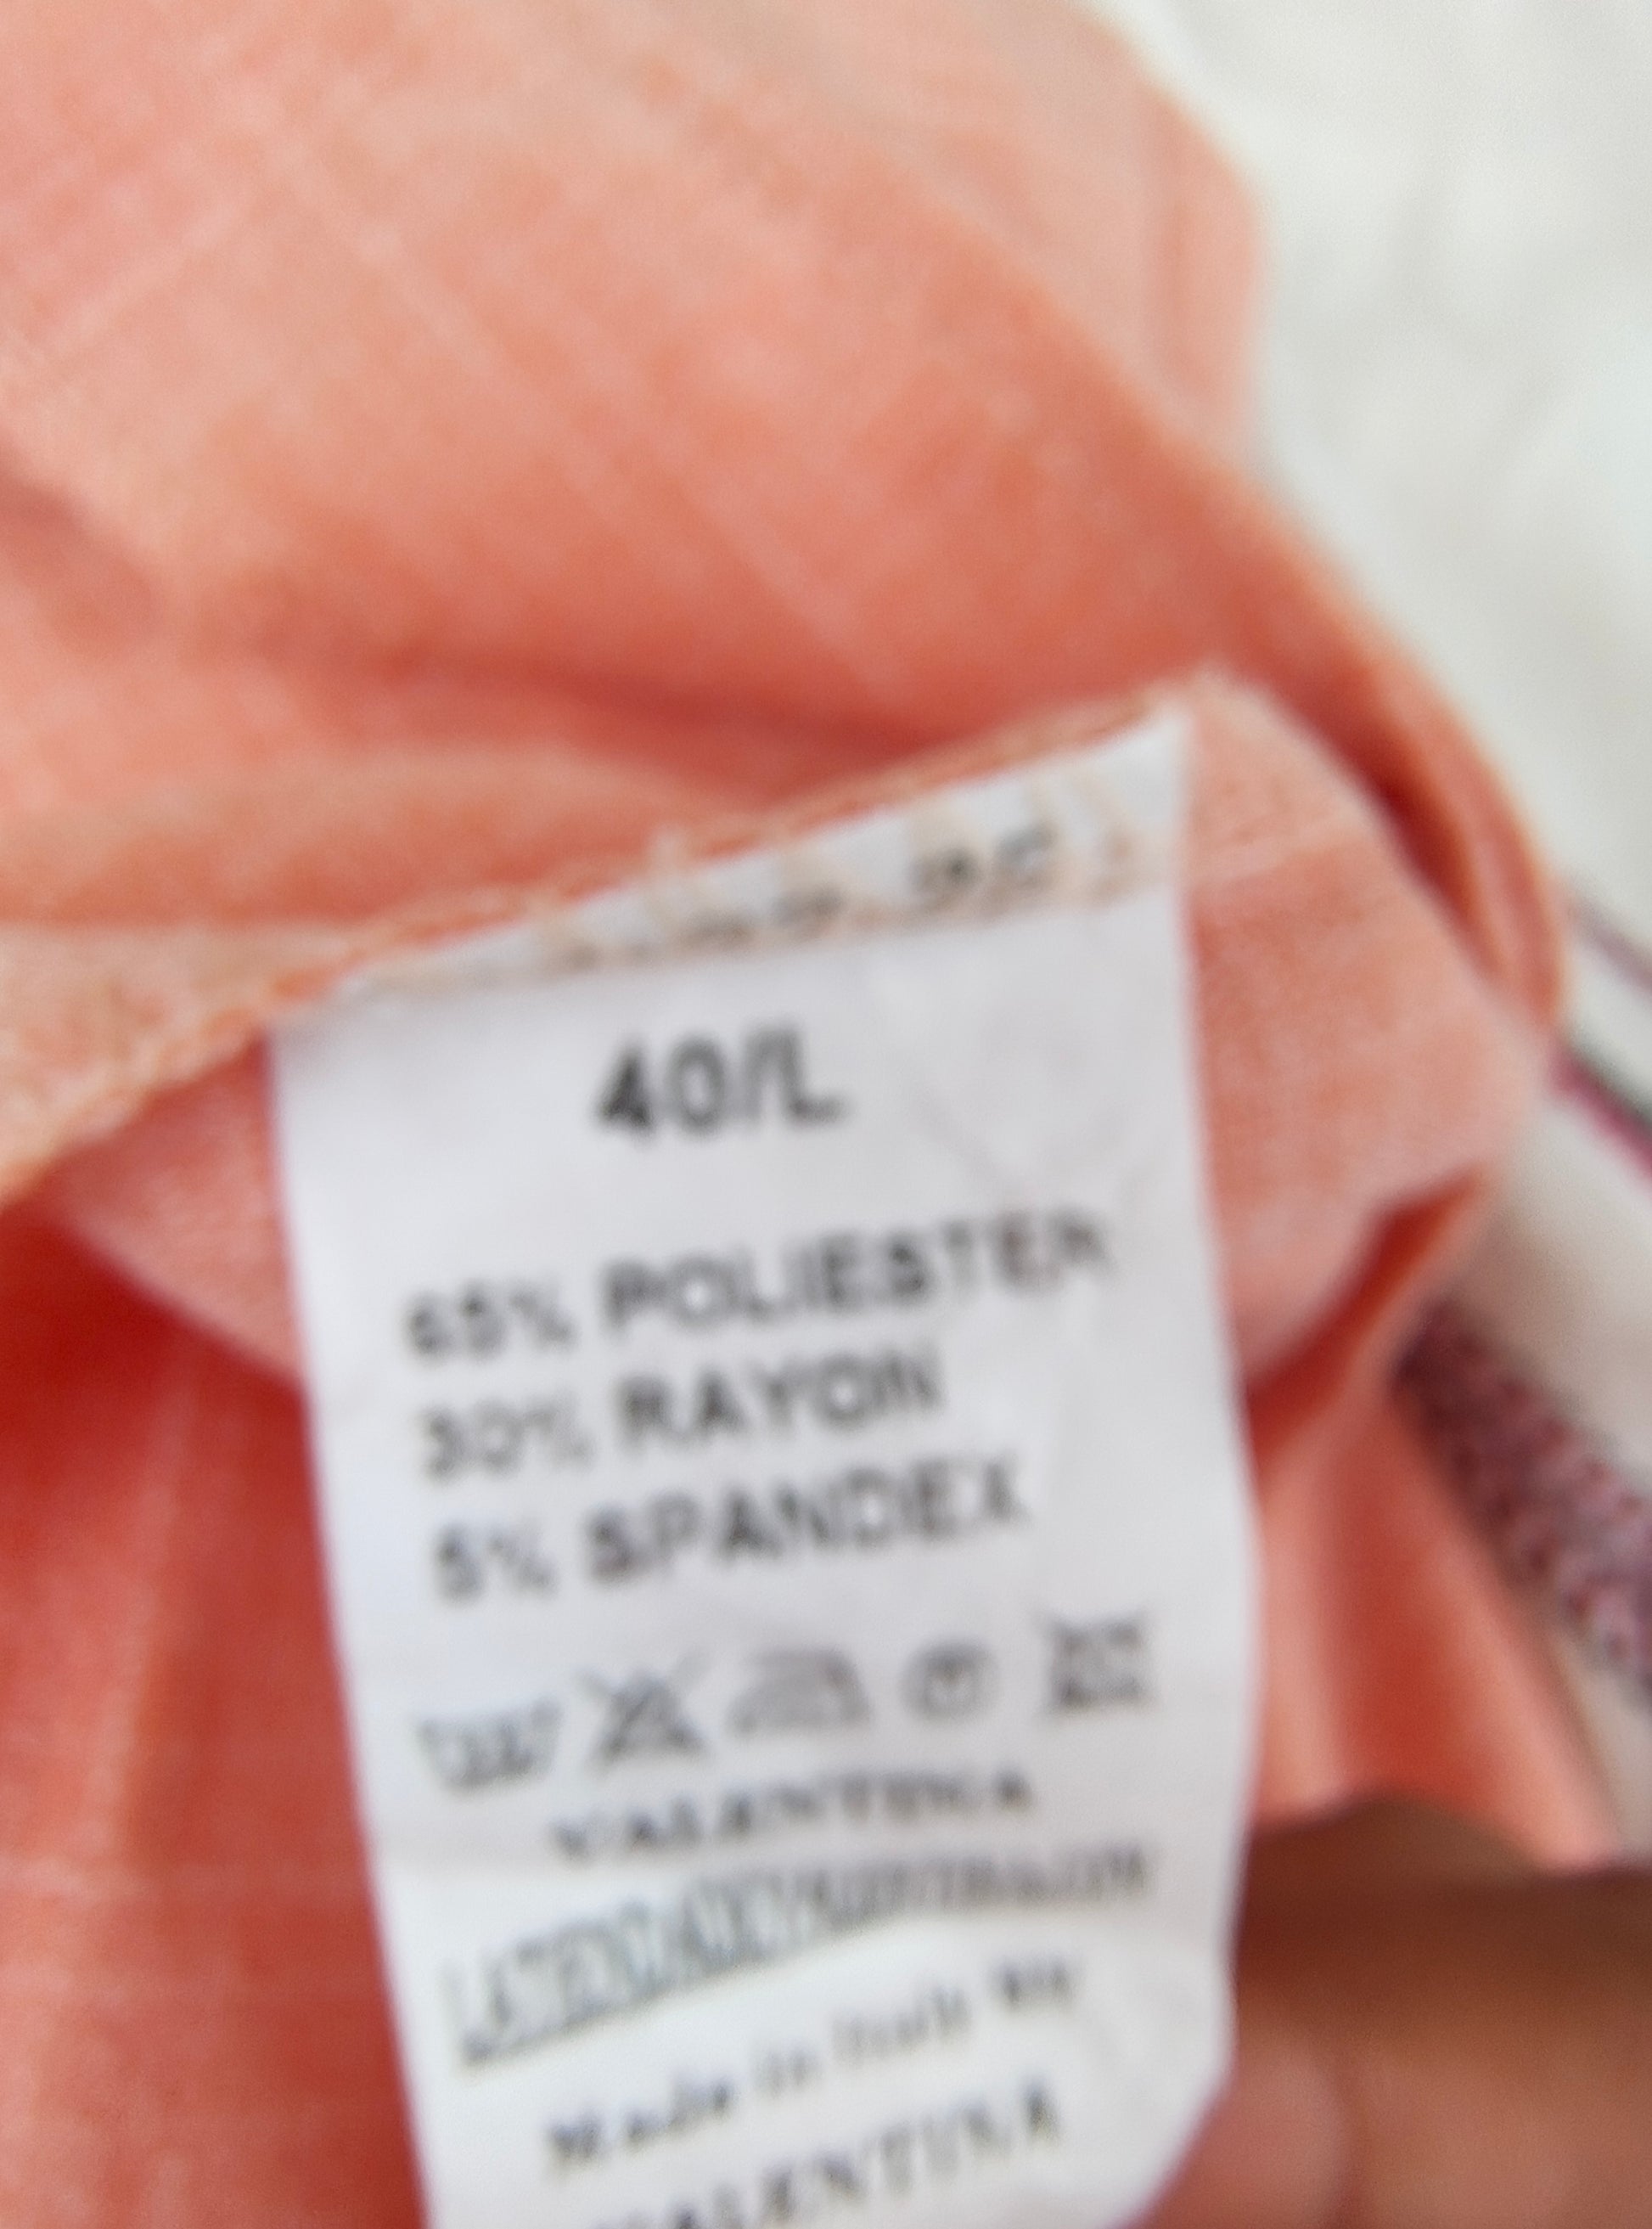 40/L
65% POLIESTER
30% RAYON
5% SPANDEX
VALENTINA
Made in Italy BY
VALENTINA